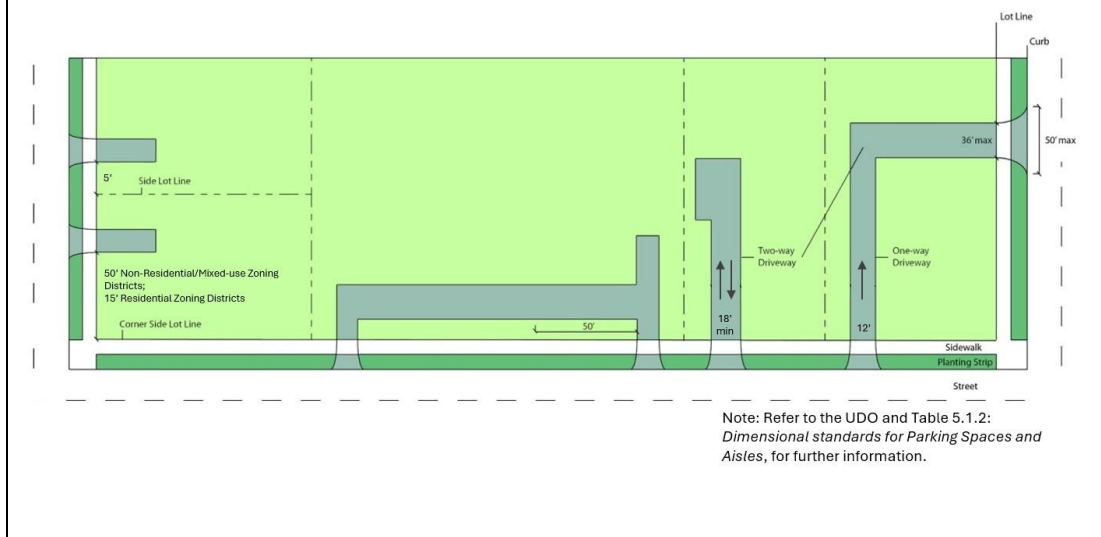 Lot Line
Curb
36' max
50' max
5'
Side Lot Line
50' Non-Residential/Mixed-use Zoning
Districts;
15' Residential Zoning Districts
Corner Side Lot Line
50'
Two-way
Driveway
18'
min
One-way
Driveway
12'
Sidewalk
Planting Strip
Street
Note: Refer to the UDO and Table 5.1.2:
Dimensional standards for Parking Spaces and
Aisles, for further information.